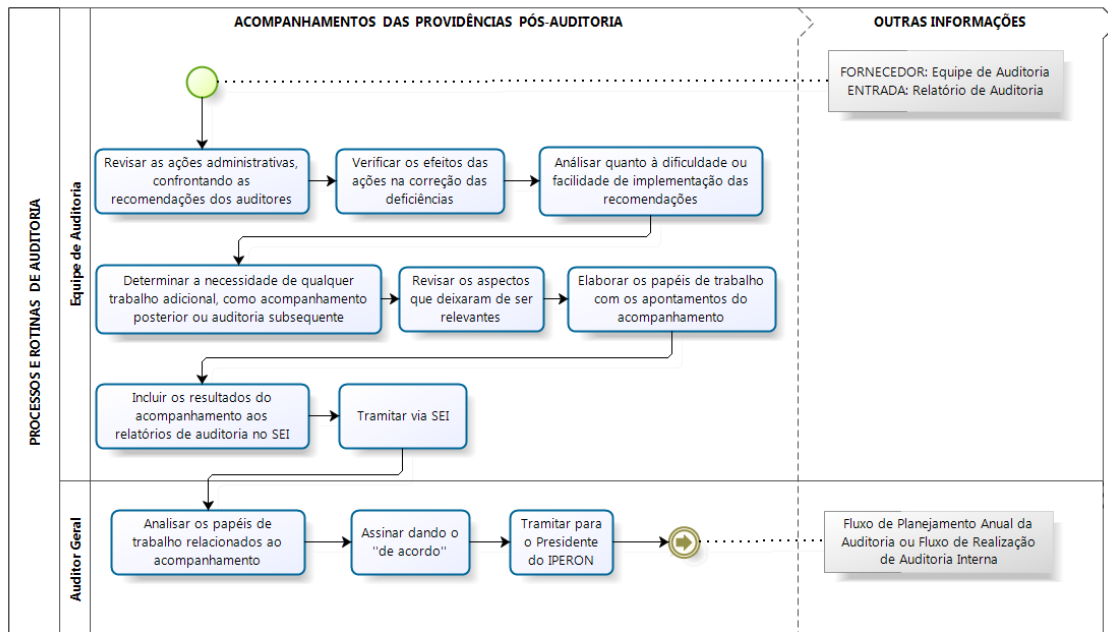 ACOMPANHAMENTOS DAS PROVIDÊNCIAS PÓS-AUDITORIA
OUTRAS INFORMAÇÕES
PROCESSOS E ROTINAS DE AUDITORIA
Equipe de Auditoria
FORNECEDOR: Equipe de Auditoria
ENTRADA: Relatório de Auditoria
Revisar as ações administrativas,
confrontando as
recomendações dos auditores
Verificar os efeitos das
ações na correção das
deficiências
Análisar quanto à dificuldade ou
facilidade de implementação das
recomendações
Determinar a necessidade de qualquer
trabalho adicional, como acompanhamento
posterior ou auditoria subsequente
Revisar os aspectos
que deixaram de ser
relevantes
Elaborar os papéis de trabalho
com os apontamentos do
acompanhamento
Incluir os resultados do
acompanhamento aos
relatórios de auditoria no SEI
Tramitar via SEI
Auditor Geral
Analisar os papéis de
trabalho relacionados ao
acompanhamento
Assinar dando o
"de acordo"
Tramitar para
o Presidente
do IPERON
Fluxo de Planejamento Anual da
Auditoria ou Fluxo de Realização
de Auditoria Interna